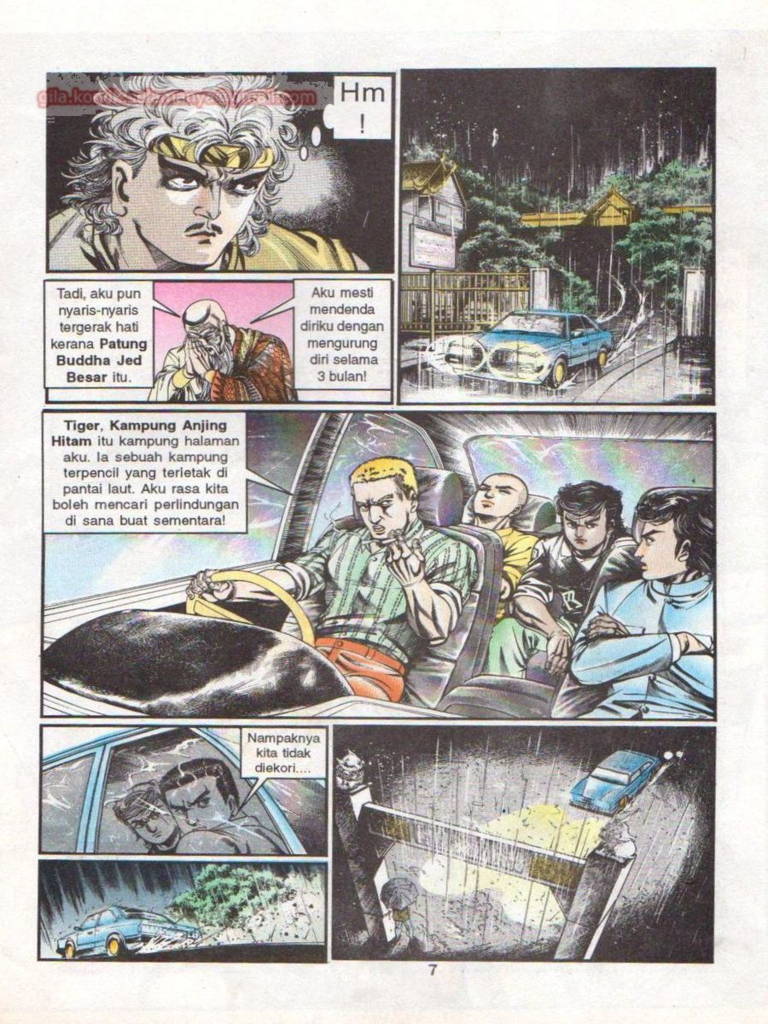 Hm
!
Tadi, aku pun
nyaris-nyaris
tergerak hati
kerana Patung
Buddha Jed
Besar itu.
Aku mesti
mendenda
diriku dengan
mengurung
diri selama
3 bulan!
Tiger, Kampung Anjing
Hitam itu kampung halaman
aku. Ia sebuah kampung
terpencil yang terletak di
pantai laut. Aku rasa kita
boleh mencari perlindungan
di sana buat sementara!
Nampaknya
kita tidak
diekori....
7